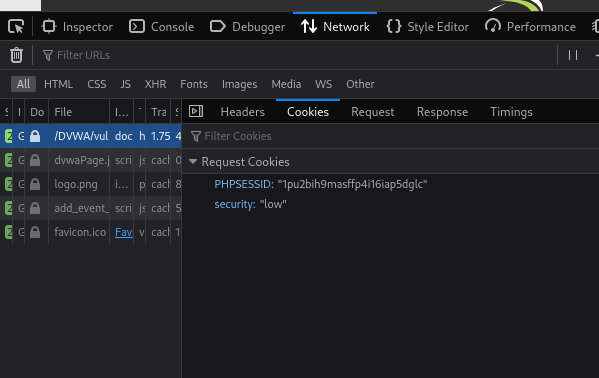 Inspector Console Debugger Network Style Editor Performance
Filter URLs
All HTML CSS JS XHR Fonts Images Media WS Other
S I Do File I… T Tra S Headers Cookies Request Response Timings
Filter Cookies
Request Cookies
PHPSESSID: "1pu2bih9masffp4i16iap5dglc"
security: "low"
2 G /DVWA/vul doc h 1.75 4
2 G dvwaPage.j scri js cach 0
2 G logo.png i… p cach 8
2 G add_event_ scri js cach 5
2 G favicon.ico Fav v cach 1